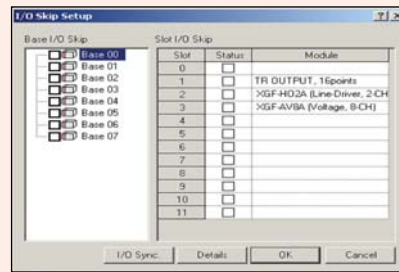 I/O Skip Setup
Base I/O Skip
Base 00
Base 01
Base 02
Base 03
Base 04
Base 05
Base 06
Base 07
Slot I/O Skip
Slot Status Module
0
1 TR OUTPUT, 16points
2 XGF-HO2A (Line-Driver, 2-CH
3 XGF-AV8A (Voltage, 8-CH)
4
5
6
7
8
9
10
11
I/O Sync. Details OK Cancel